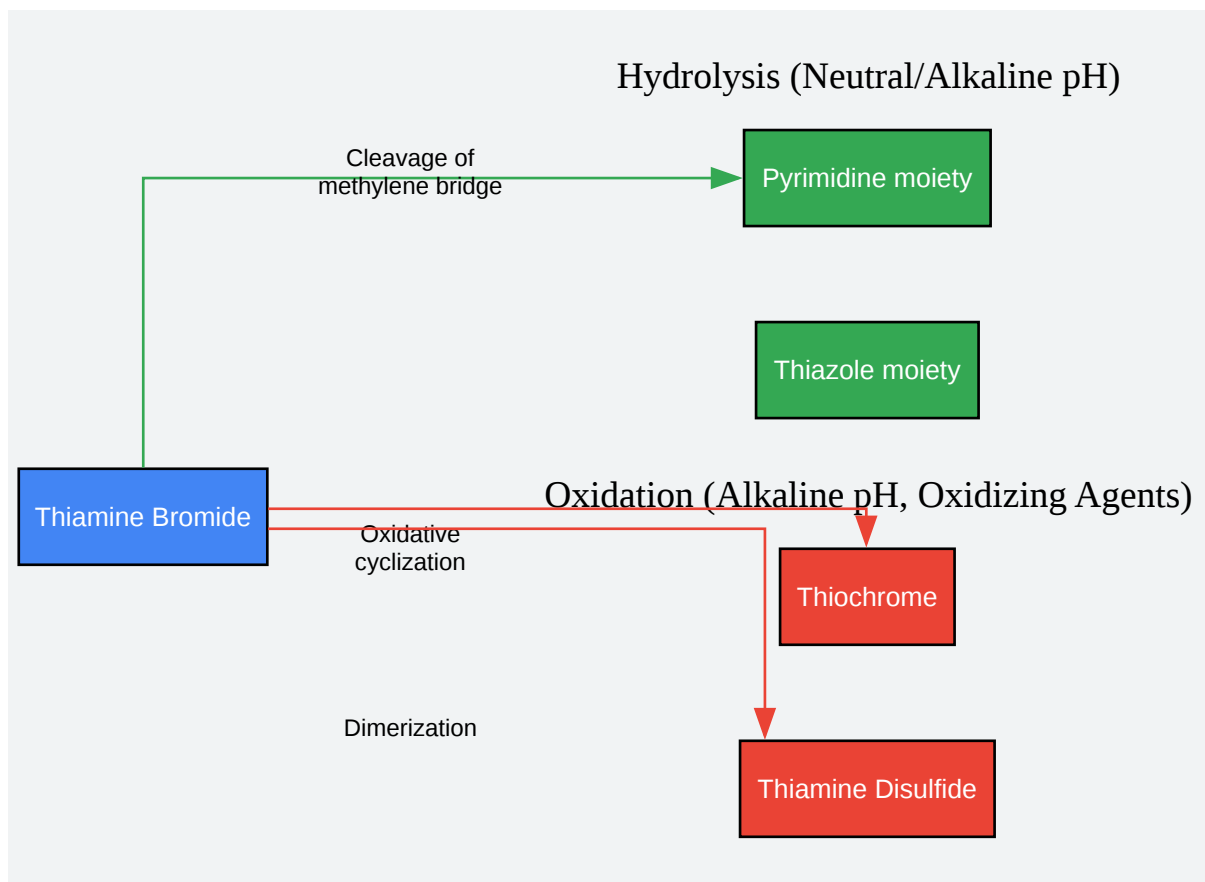 Hydrolysis (Neutral/Alkaline pH)
Cleavage of
methylene bridge
Pyrimidine moiety
Thiazole moiety
Oxidation (Alkaline pH, Oxidizing Agents)
Thiamine Bromide
Oxidative
cyclization
Thiochrome
Dimerization
Thiamine Disulfide